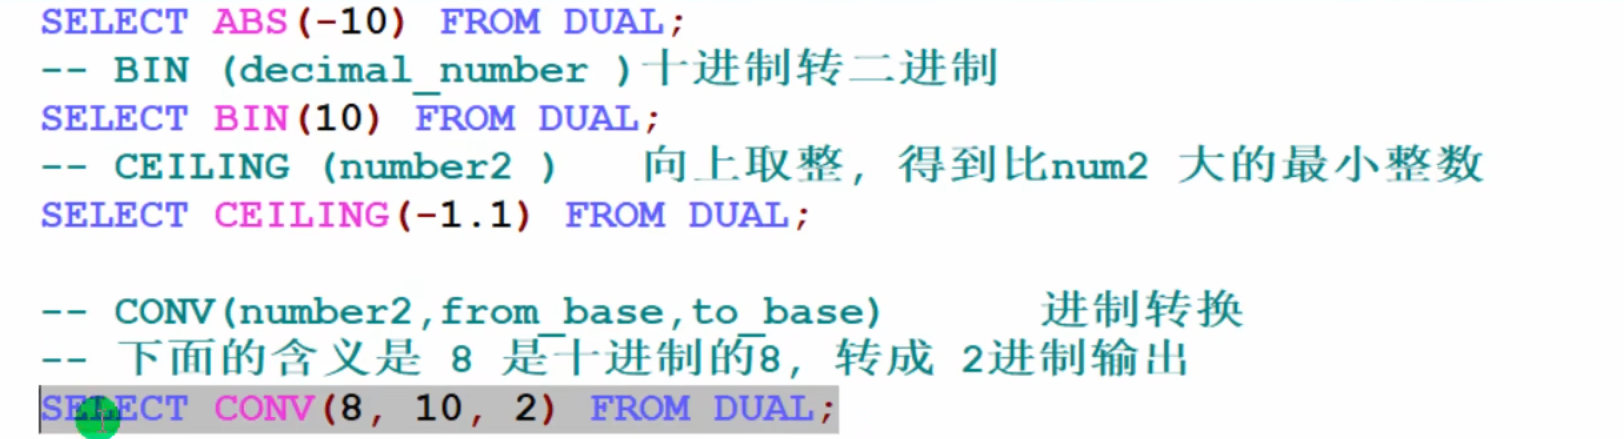 SELECT ABS(-10) FROM DUAL;
-- BIN (decimal_number )十进制转二进制
SELECT BIN(10) FROM DUAL;
-- CEILING (number2 ) 向上取整, 得到比num2 大的最小整数
SELECT CEILING(-1.1) FROM DUAL;
-- CONV(number2,from_base,to_base) 进制转换
-- 下面的含义是 8 是十进制的8, 转成 2进制输出
SELECT CONV(8, 10, 2) FROM DUAL;